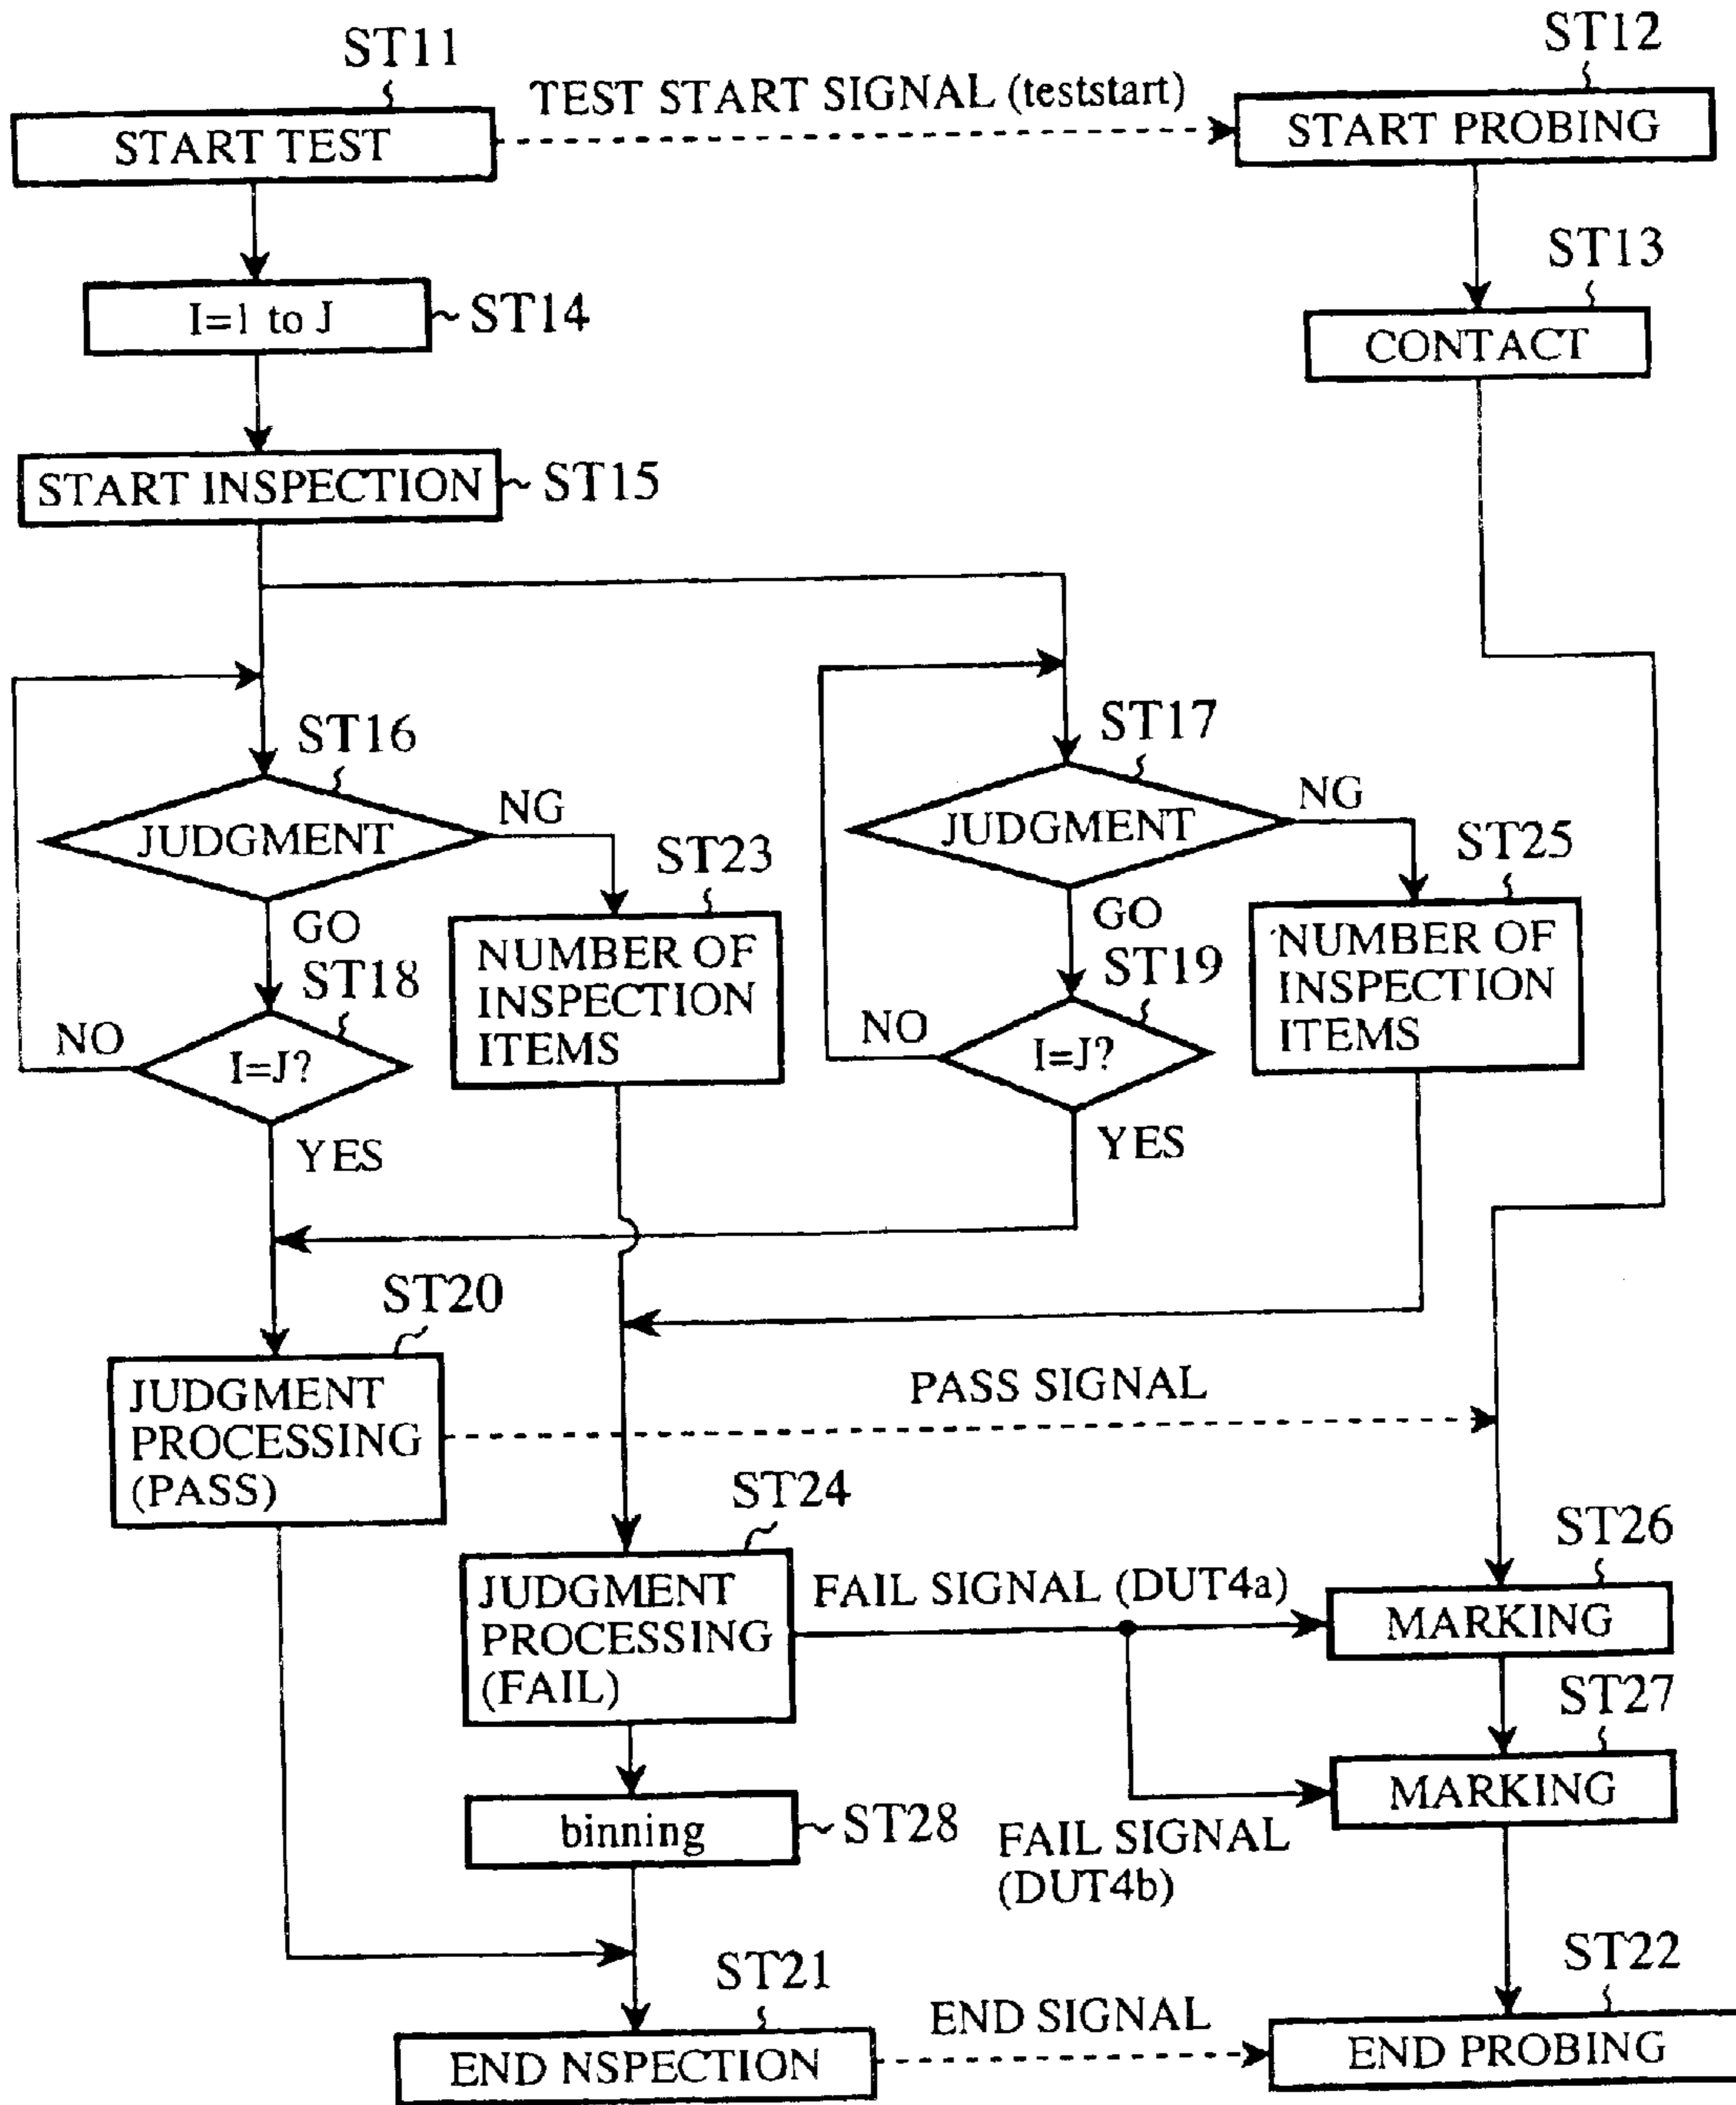 ST11
ST12
TEST START SIGNAL (teststart)
START TEST
START PROBING
ST13
I=1 to J
ST14
CONTACT
START INSPECTION
ST15
ST16
ST17
JUDGMENT
NG
JUDGMENT
NG
ST23
ST25
GO
GO
ST18
ST19
NUMBER OF
INSPECTION
ITEMS
NUMBER OF
INSPECTION
ITEMS
NO
I=J?
NO
I=J?
YES
YES
ST20
JUDGMENT
PROCESSING
(PASS)
PASS SIGNAL
ST24
ST26
JUDGMENT
PROCESSING
(FAIL)
FAIL SIGNAL (DUT4a)
MARKING
ST27
MARKING
binning
ST28
FAIL SIGNAL
(DUT4b)
ST21
ST22
END SIGNAL
END NSPECTION
END PROBING